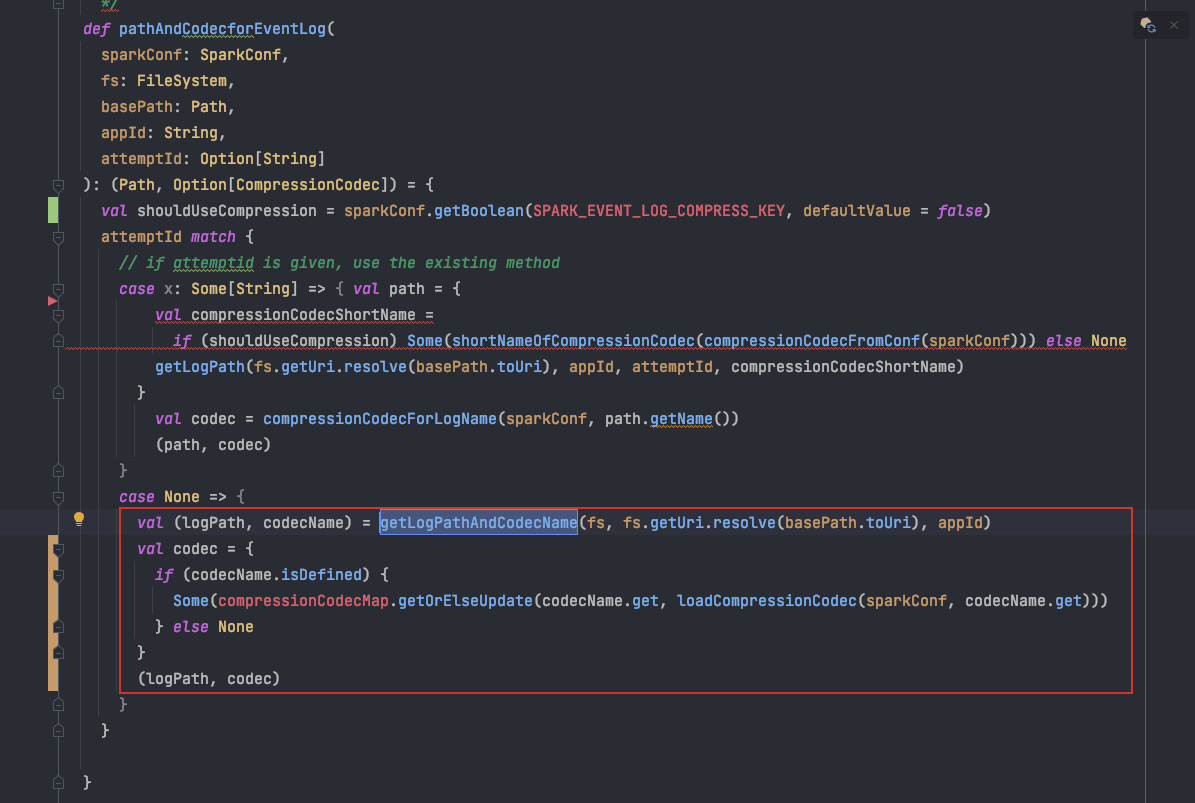 */
def pathAndCodecforEventLog(
sparkConf: SparkConf,
fs: FileSystem,
basePath: Path,
appId: String,
attemptId: Option[String]
): (Path, Option[CompressionCodec]) = {
val shouldUseCompression = sparkConf.getBoolean(SPARK_EVENT_LOG_COMPRESS_KEY, defaultValue = false)
attemptId match {
// if attemptid is given, use the existing method
case x: Some[String] => { val path = {
val compressionCodecShortName =
if (shouldUseCompression) Some(shortNameOfCompressionCodec(compressionCodecFromConf(sparkConf))) else None
getLogPath(fs.getUri.resolve(basePath.toUri), appId, attemptId, compressionCodecShortName)
}
val codec = compressionCodecForLogName(sparkConf, path.getName())
(path, codec)
}
case None => {
val (logPath, codecName) = getLogPathAndCodecName(fs, fs.getUri.resolve(basePath.toUri), appId)
val codec = {
if (codecName.isDefined) {
Some(compressionCodecMap.getOrElseUpdate(codecName.get, loadCompressionCodec(sparkConf, codecName.get)))
} else None
}
(logPath, codec)
}
}
}